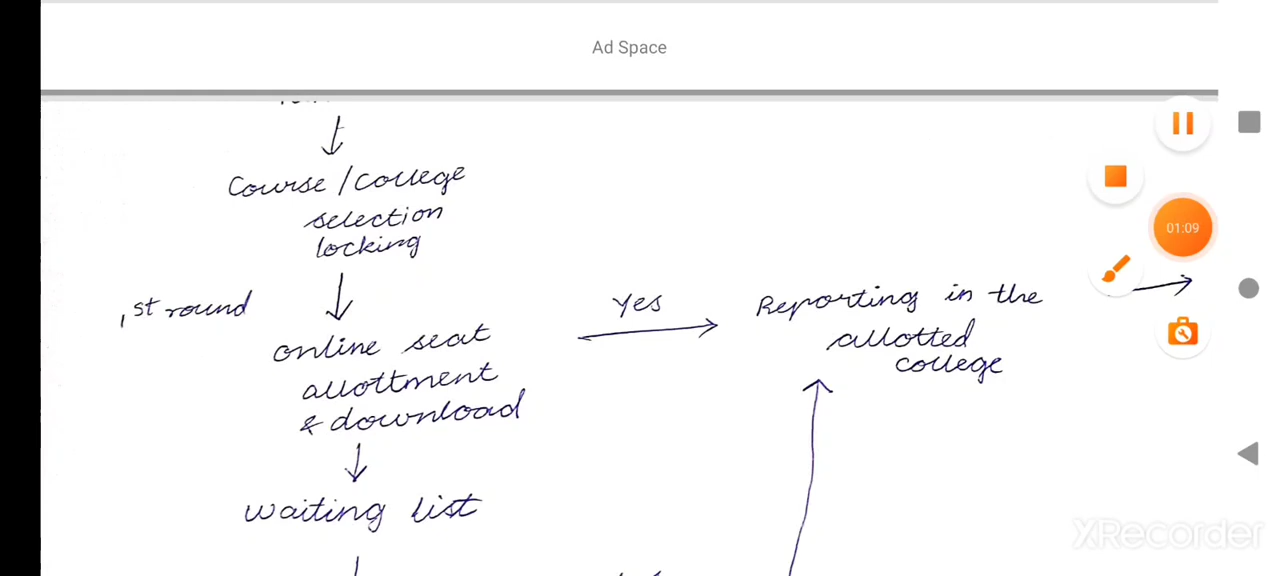 Ad Space
Course/College
selection
locking
1st round
online seat
allottment
& download
Yes
Reporting in the
allotted
college
waiting list
01:09
XRecorder